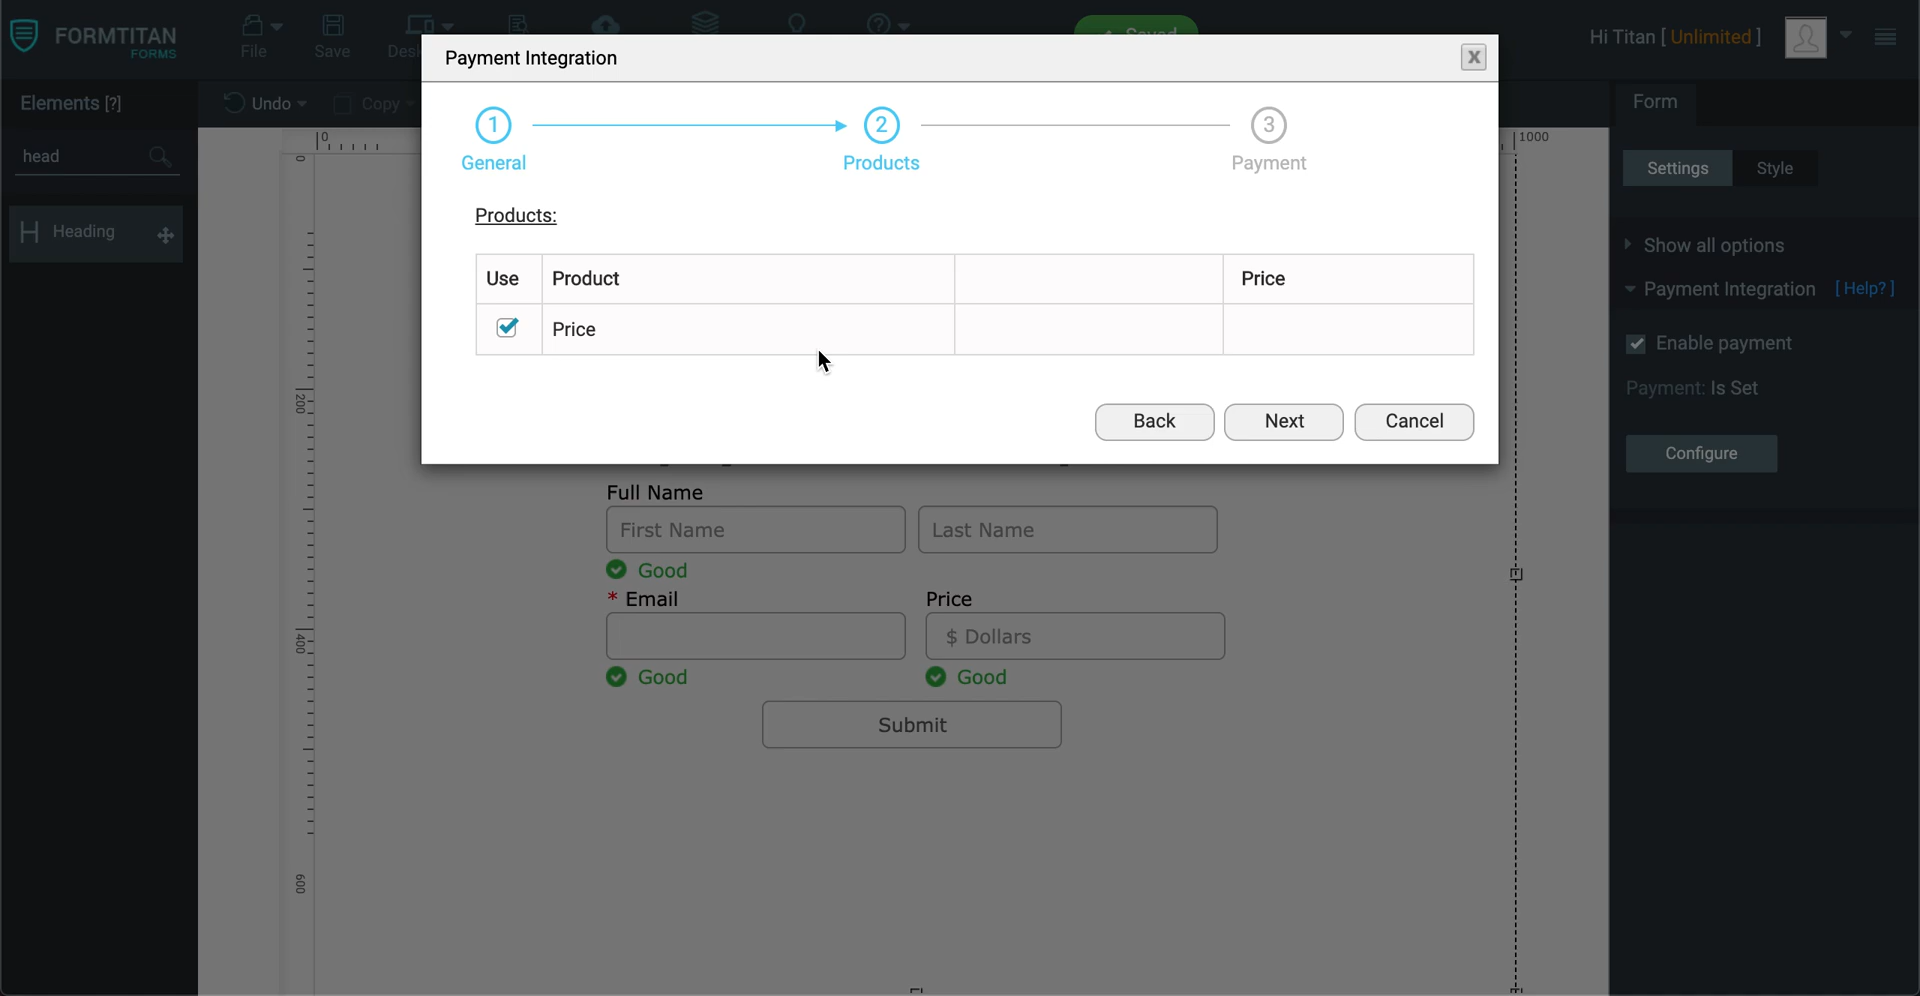 FORMTITAN
FORMS
File
Save
Hi Titan [ Unlimited ]
Elements [?]
Undo
Copy
head
Heading
Payment Integration
X
1
2
3
General
Products
Payment
Products:
Use Product Price
Price
Back
Next
Cancel
0
1000
0
200
400
600
Full Name
First Name
Last Name
Good
* Email
Price
$ Dollars
Good
Good
Submit
Form
Settings
Style
Show all options
Payment Integration [ Help? ]
Enable payment
Payment: Is Set
Configure